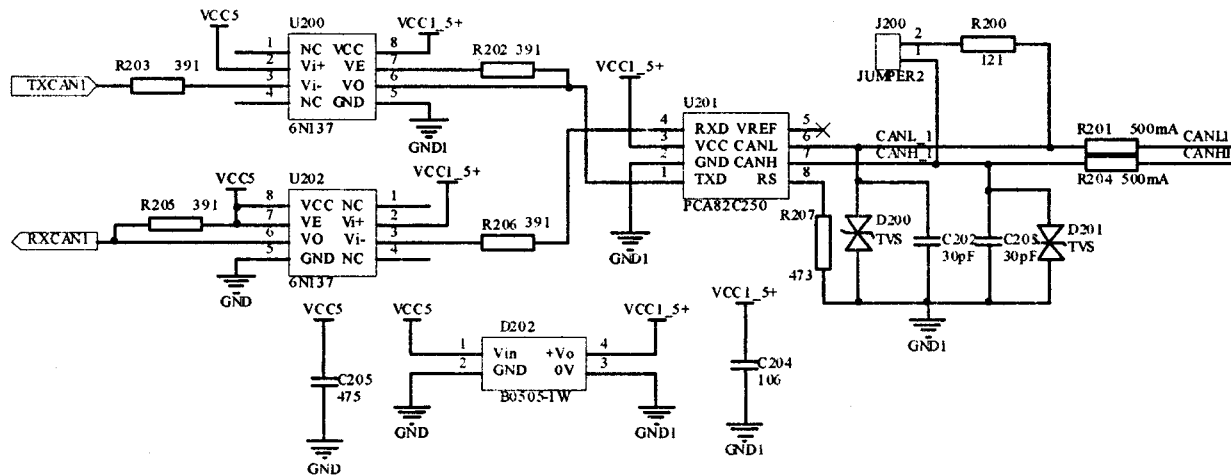 U200
VCC5
VCC1_5+
1 NC VCC 8
2 Vi+ VE 7
3 Vi- VO 6
4 NC GND 5
6N137
R203 391
TXCAN1
R202 391
GND1
J200
2
1
JUMPER2
R200
121
VCC1_5+
U201
4 RXD VREF 5
3 VCC CANL 6
2 GND CANH 7
1 TXD RS 8
PCA82C250
GND1
CANL_1
CANH_1
R201 500mA CANL1
R204 500mA CANH1
U202
VCC5
VCC1_5+
8 VCC NC 1
7 VE Vi+ 2
6 VO Vi- 3
5 GND NC 4
6N137
R205 391
RXCAN1
GND
R206 391
R207
473
D200
TVS
C202
30pF
C203
30pF
D201
TVS
GND1
VCC5
C205
475
GND
VCC5
D202
VCC1_5+
1 Vin +Vo 4
2 GND 0V 3
B0505-1W
GND
GND1
VCC1_5+
C204
106
GND1